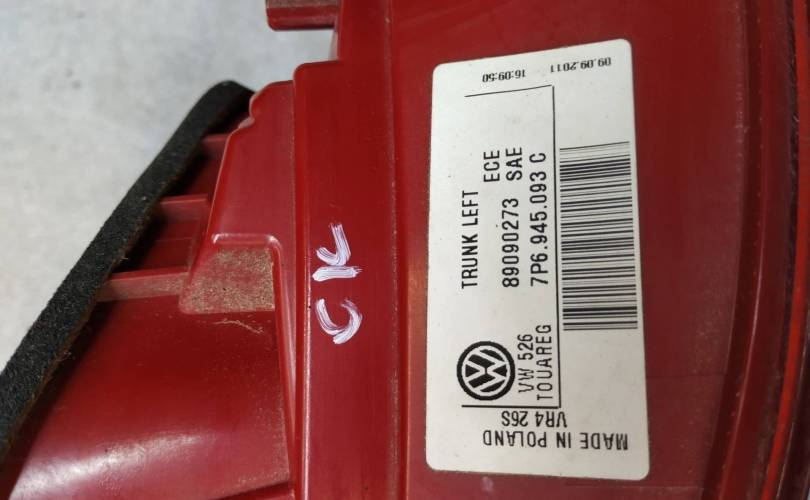 CK
TRUNK LEFT ECE
89090273 SAE
7P6.945.093 C
VW 526
TOUAREG
VR4 26S
MADE IN POLAND
09.09.2011
16:09:50